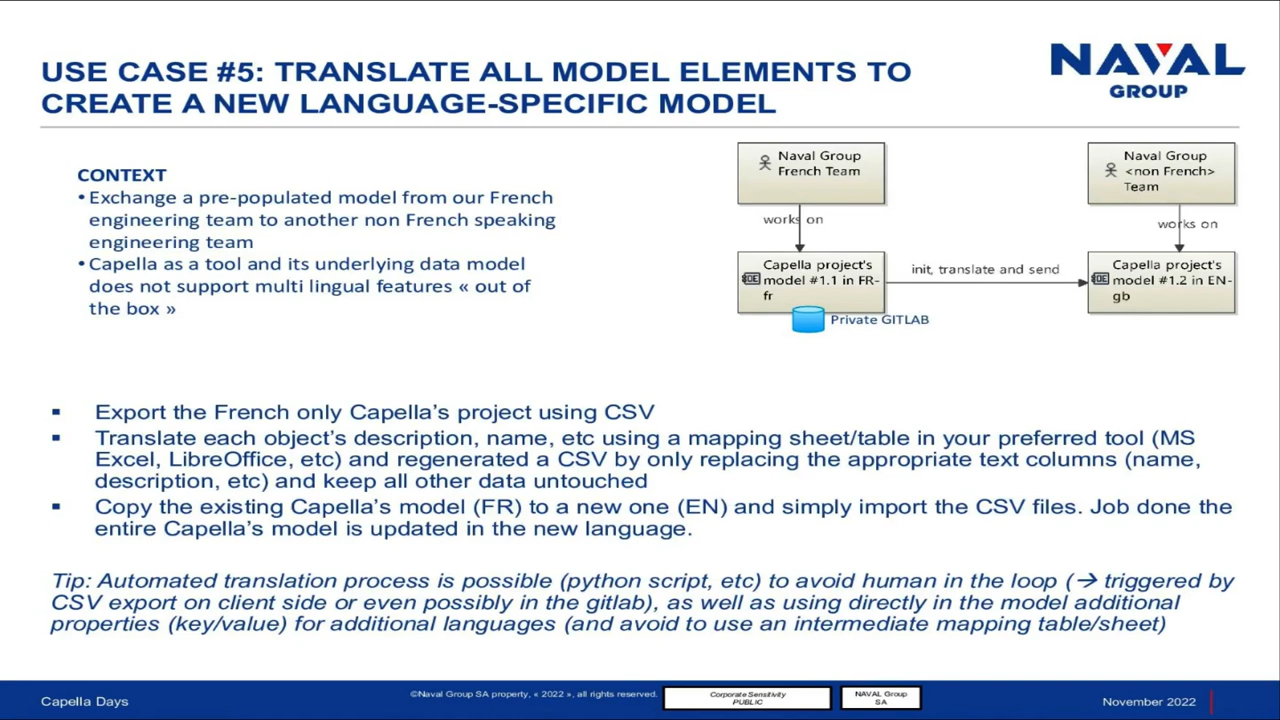 USE CASE #5: TRANSLATE ALL MODEL ELEMENTS TO
CREATE A NEW LANGUAGE-SPECIFIC MODEL
NAVAL
GROUP
CONTEXT
•Exchange a pre-populated model from our French
engineering team to another non French speaking
engineering team
•Capella as a tool and its underlying data model
does not support multi lingual features « out of
the box »
Naval Group
French Team
Naval Group
<non French>
Team
works on
works on
Capella project's
model #1.1 in FR-
fr
init, translate and send
Capella project's
model #1.2 in EN-
gb
Private GITLAB
▪ Export the French only Capella’s project using CSV
▪ Translate each object’s description, name, etc using a mapping sheet/table in your preferred tool (MS
Excel, LibreOffice, etc) and regenerated a CSV by only replacing the appropriate text columns (name,
description, etc) and keep all other data untouched
▪ Copy the existing Capella’s model (FR) to a new one (EN) and simply import the CSV files. Job done the
entire Capella’s model is updated in the new language.
Tip: Automated translation process is possible (python script, etc) to avoid human in the loop (→ triggered by
CSV export on client side or even possibly in the gitlab), as well as using directly in the model additional
properties (key/value) for additional languages (and avoid to use an intermediate mapping table/sheet)
Capella Days
©Naval Group SA property, « 2022 », all rights reserved.
Corporate Sensitivity
PUBLIC
NAVAL Group
SA
November 2022